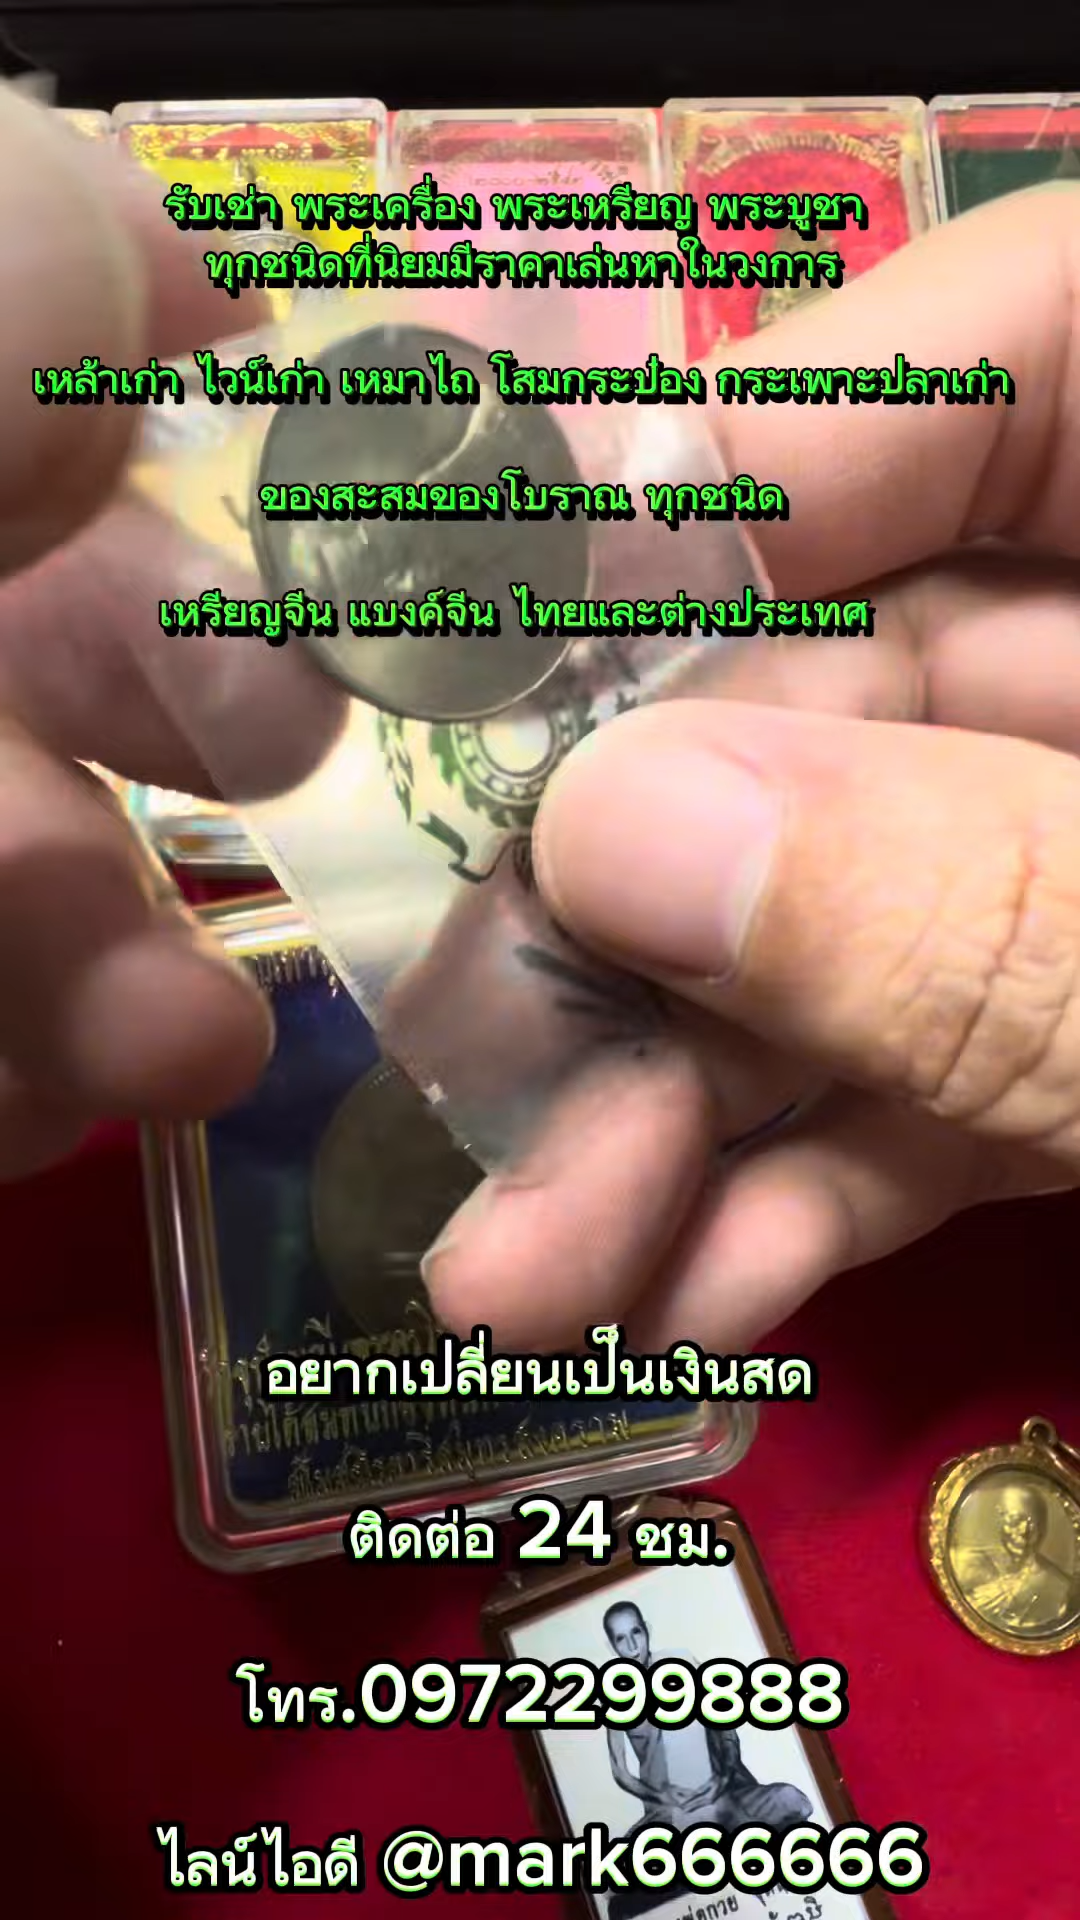 รับเช่า พระเครื่อง พระเหรียญ พระบูชา
ทุกชนิดที่นิยมมีราคาเล่นหาในวงการ
เหล้าเก่า ไวน์เก่า เหมาไถ โสมกระป๋อง กระเพาะปลาเก่า
ของสะสมของโบราณ ทุกชนิด
เหรียญจีน แบงค์จีน ไทยและต่างประเทศ
อยากเปลี่ยนเป็นเงินสด
ติดต่อ 24 ชม.
โทร.0972299888
ไลน์ไอดี @mark666666